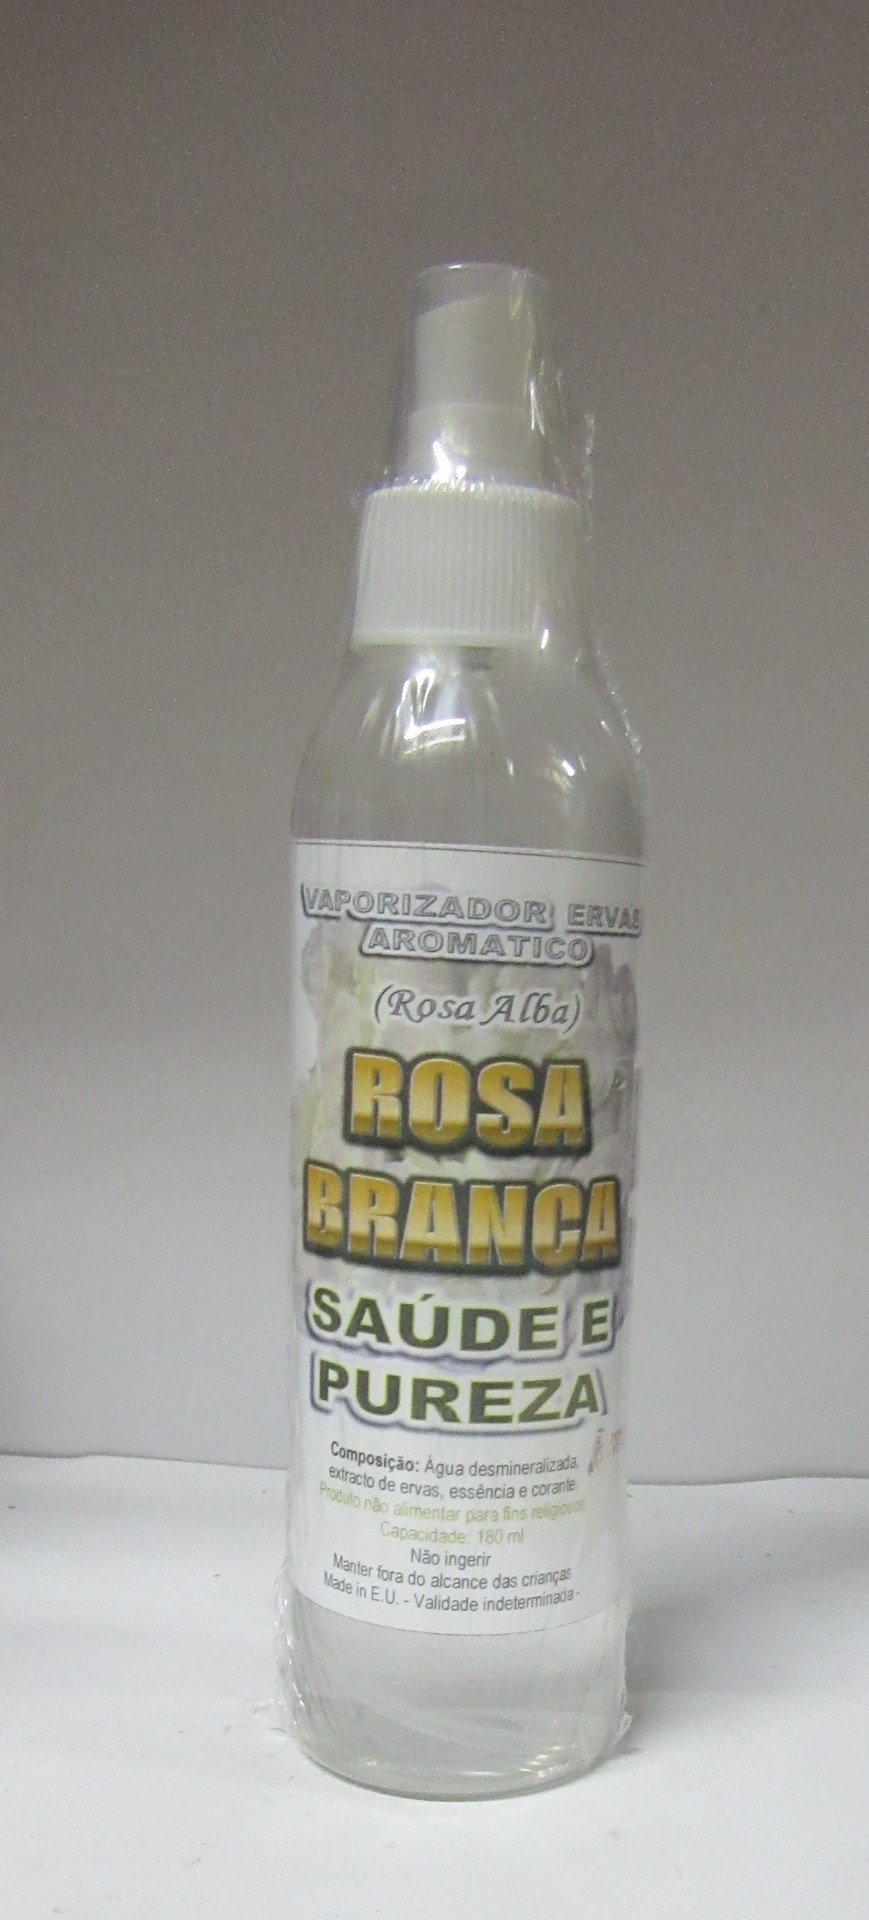 VAPORIZADOR ERVAS
AROMATICO
(Rosa Alba)
ROSA
BRANCA
SAÚDE E
PUREZA
Composição: Água desmineralizada,
extracto de ervas, essência e corante.
Produto não alimentar para fins religiosos
Capacidade: 180 ml
Não ingerir
Manter fora do alcance das crianças
Made in E.U. - Validade indeterminada -